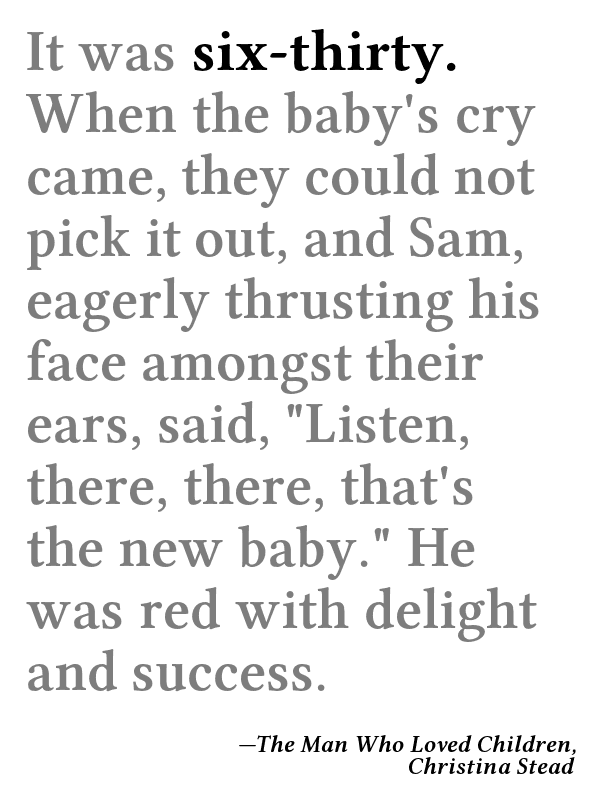 It was six-thirty.
When the baby's cry
came, they could not
pick it out, and Sam,
eagerly thrusting his
face amongst their
ears, said, "Listen,
there, there, that's
the new baby." He
was red with delight
and success.
—The Man Who Loved Children,
Christina Stead